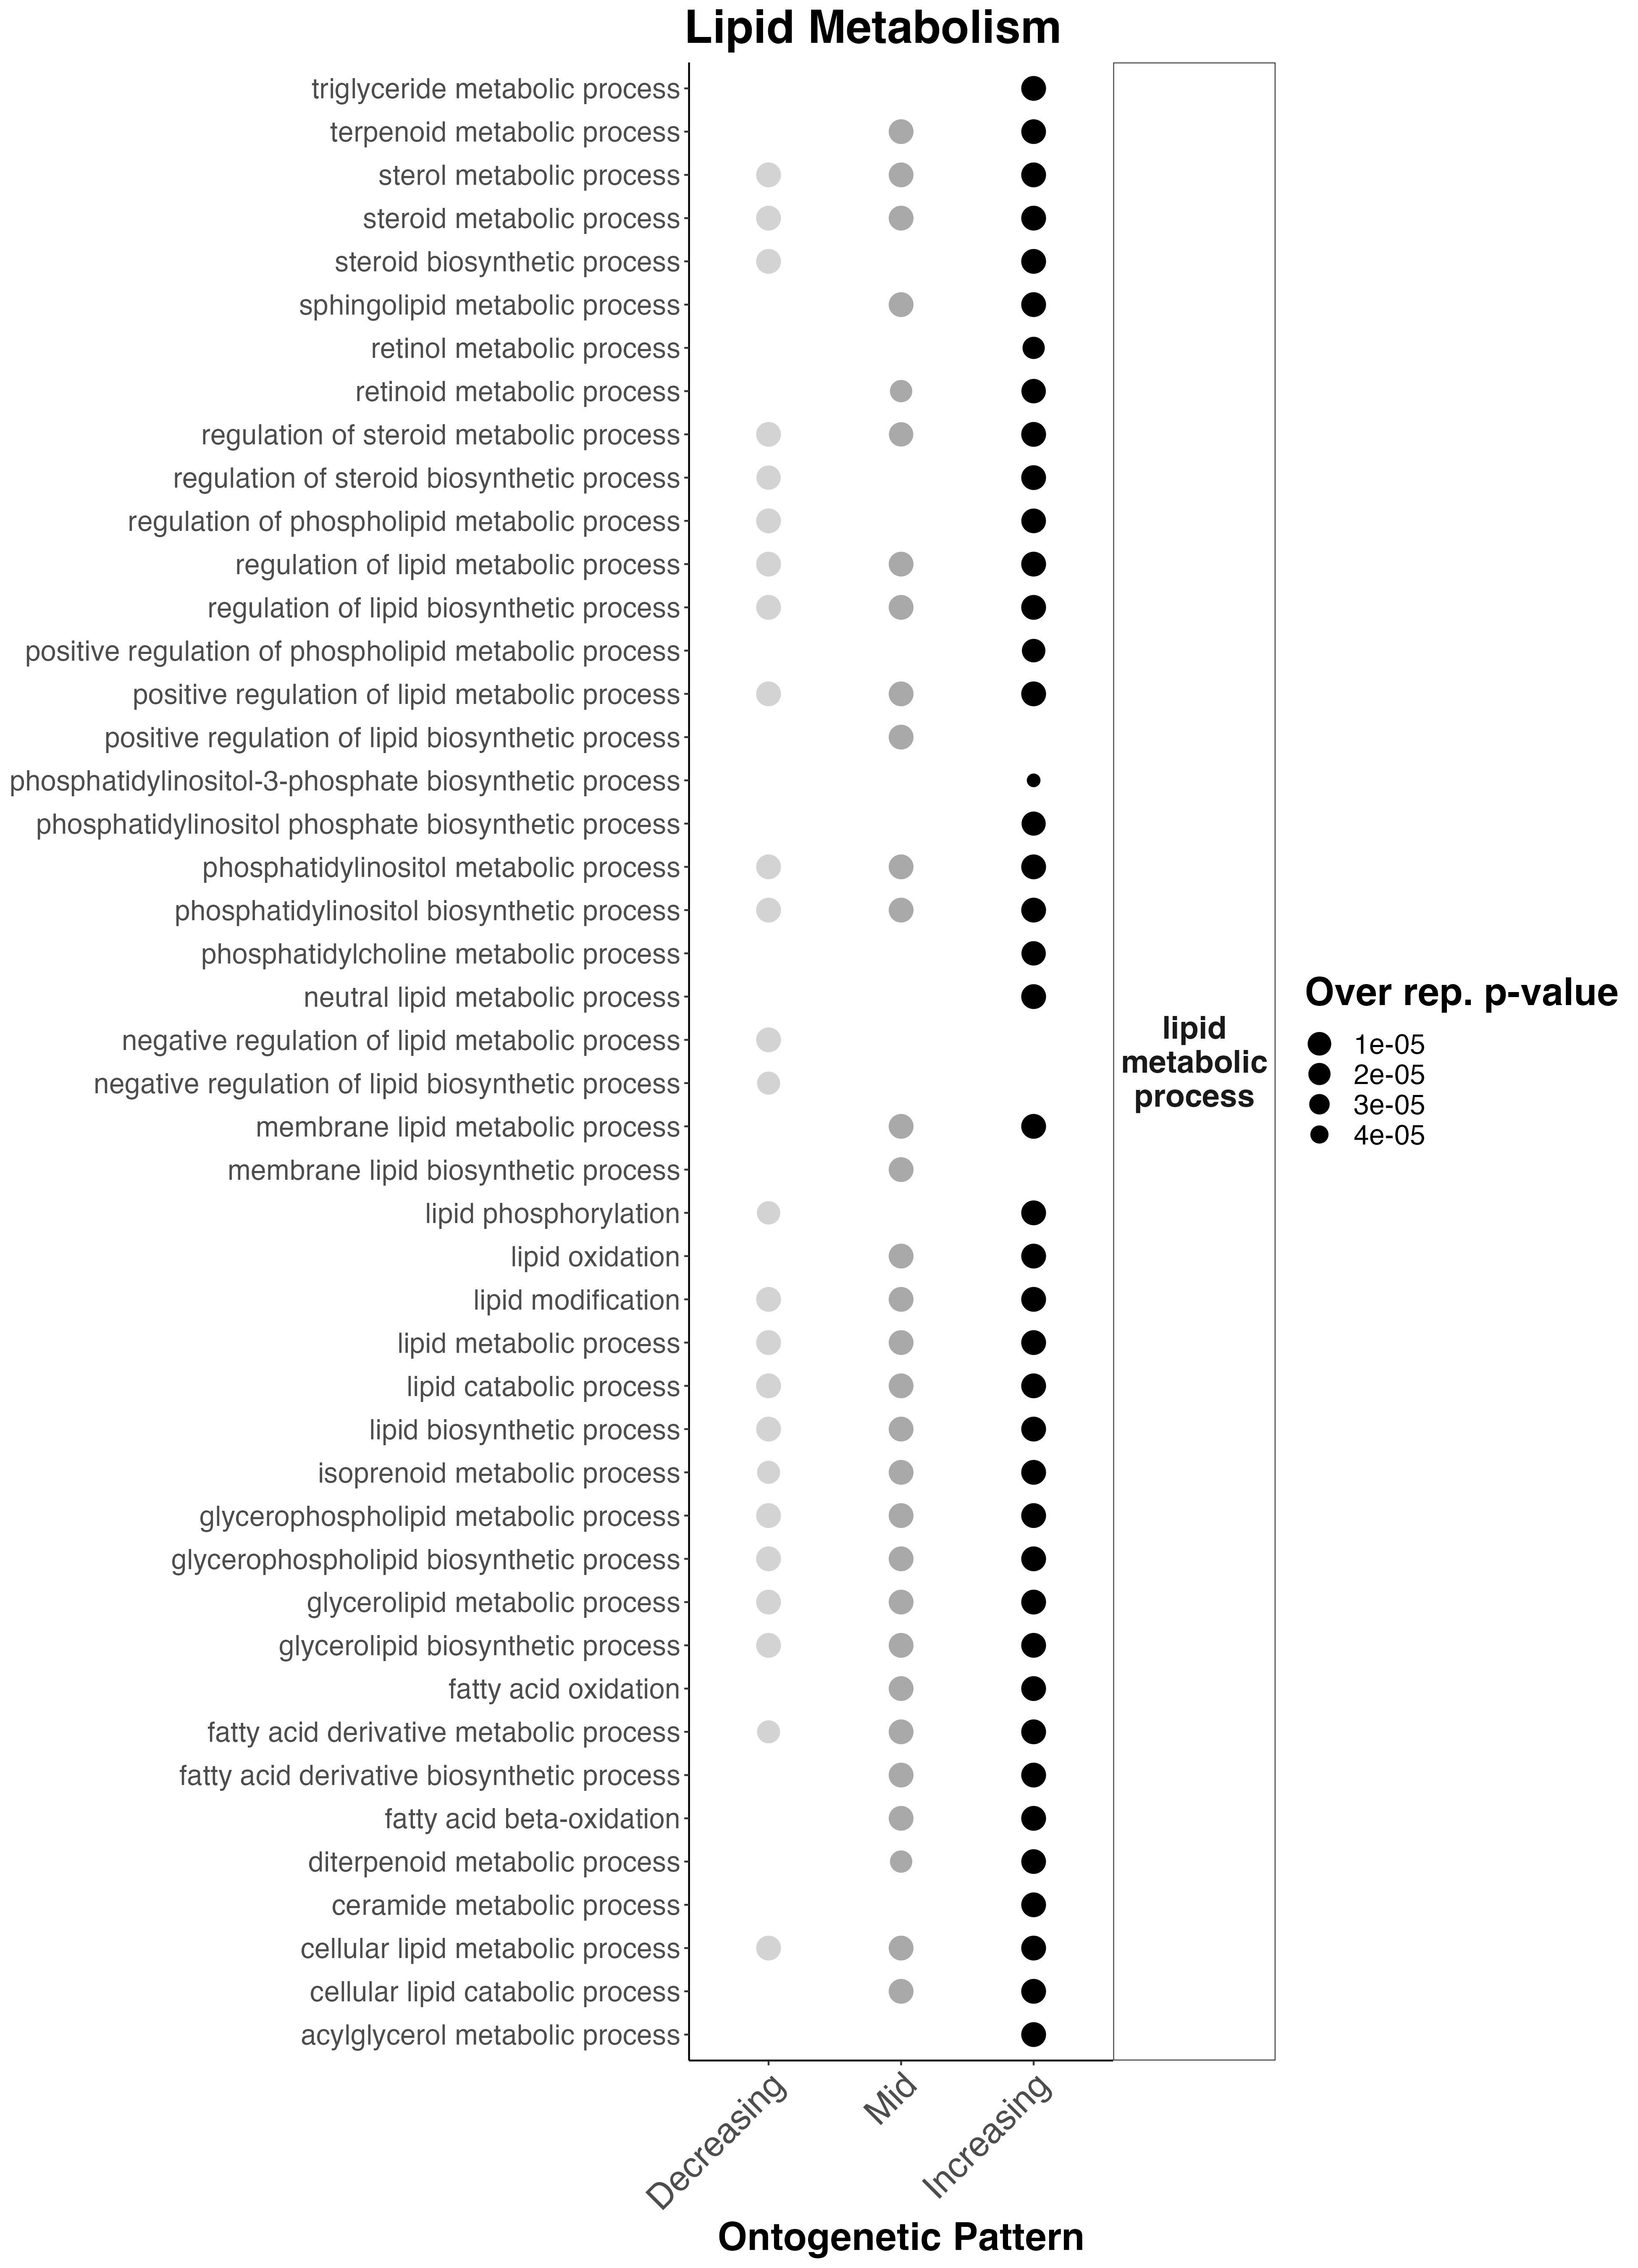 Lipid Metabolism
triglyceride metabolic process
terpenoid metabolic process
sterol metabolic process
steroid metabolic process
steroid biosynthetic process
sphingolipid metabolic process
retinol metabolic process
retinoid metabolic process
regulation of steroid metabolic process
regulation of steroid biosynthetic process
regulation of phospholipid metabolic process
regulation of lipid metabolic process
regulation of lipid biosynthetic process
positive regulation of phospholipid metabolic process
positive regulation of lipid metabolic process
positive regulation of lipid biosynthetic process
phosphatidylinositol-3-phosphate biosynthetic process
phosphatidylinositol phosphate biosynthetic process
phosphatidylinositol metabolic process
phosphatidylinositol biosynthetic process
phosphatidylcholine metabolic process
neutral lipid metabolic process
negative regulation of lipid metabolic process
negative regulation of lipid biosynthetic process
membrane lipid metabolic process
membrane lipid biosynthetic process
lipid phosphorylation
lipid oxidation
lipid modification
lipid metabolic process
lipid catabolic process
lipid biosynthetic process
isoprenoid metabolic process
glycerophospholipid metabolic process
glycerophospholipid biosynthetic process
glycerolipid metabolic process
glycerolipid biosynthetic process
fatty acid oxidation
fatty acid derivative metabolic process
fatty acid derivative biosynthetic process
fatty acid beta-oxidation
diterpenoid metabolic process
ceramide metabolic process
cellular lipid metabolic process
cellular lipid catabolic process
acylglycerol metabolic process
Decreasing
Mid
Increasing
Ontogenetic Pattern
lipid
metabolic
process
Over rep. p-value
1e-05
2e-05
3e-05
4e-05